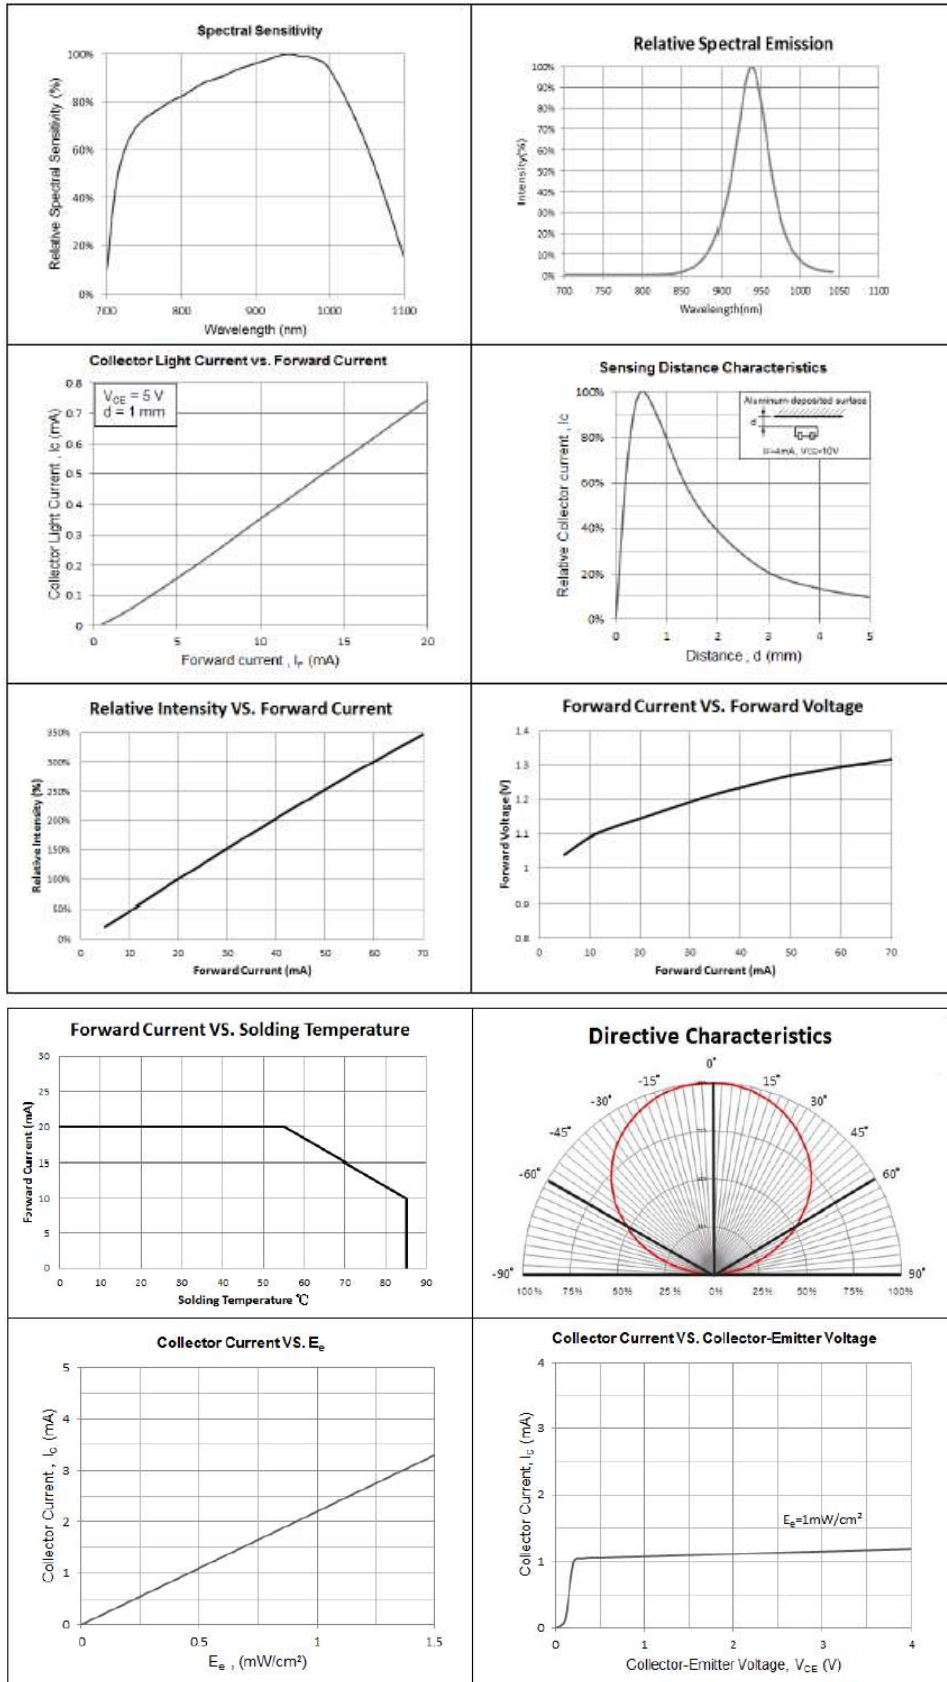 Spectral Sensitivity
Relative Spectral Sensitivity (%)
100%
80%
60%
40%
20%
0%
700 800 900 1000 1100
Wavelength (nm)
Relative Spectral Emission
Intensity(%)
100%
90%
80%
70%
60%
50%
40%
30%
20%
10%
0%
700 750 800 850 900 950 1000 1050 1100
Wavelength(nm)
Collector Light Current vs. Forward Current
Collector Light Current , Ic (mA)
0.8
0.7
0.6
0.5
0.4
0.3
0.2
0.1
0
VCE = 5 V
d = 1 mm
0 5 10 15 20
Forward current , IF (mA)
Sensing Distance Characteristics
Relative Collector current , Ic
100%
80%
60%
40%
20%
0%
Aluminum deposited surface
d
IF=4mA, VCE=10V
0 1 2 3 4 5
Distance , d (mm)
Relative Intensity VS. Forward Current
Relative Intensity (%)
350%
300%
250%
200%
150%
100%
50%
0%
0 10 20 30 40 50 60 70
Forward Current (mA)
Forward Current VS. Forward Voltage
Forward Voltage (V)
1.4
1.3
1.2
1.1
1
0.9
0.8
0 10 20 30 40 50 60 70
Forward Current (mA)
Forward Current VS. Solding Temperature
Forward Current (mA)
30
25
20
15
10
5
0
0 10 20 30 40 50 60 70 80 90
Solding Temperature ℃
Directive Characteristics
0°
-15° 15°
-30° 30°
-45° 45°
-60° 60°
-90° 90°
100% 75% 50% 25% 0% 25% 50% 75% 100%
Collector Current VS. Ee
Collector Current , IC (mA)
5
4
3
2
1
0
0 0.5 1 1.5
Ee , (mW/cm²)
Collector Current VS. Collector-Emitter Voltage
Collector Current, IC (mA)
4
3
2
1
0
Ee=1mW/cm²
0 1 2 3 4
Collector-Emitter Voltage, VCE (V)